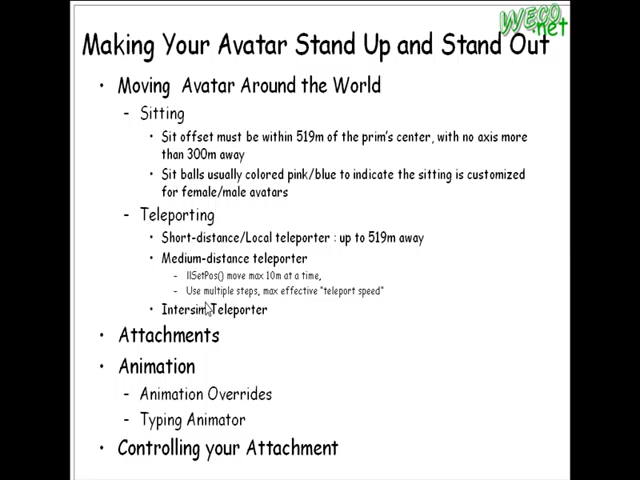 WECO
.net
Making Your Avatar Stand Up and Stand Out
• Moving Avatar Around the World
– Sitting
• Sit offset must be within 519m of the prim's center, with no axis more
than 300m away
• Sit balls usually colored pink/blue to indicate the sitting is customized
for female/male avatars
– Teleporting
• Short-distance/Local teleporter : up to 519m away
• Medium-distance teleporter
– llSetPos() move max 10m at a time,
– Use multiple steps, max effective "teleport speed"
• Intersim Teleporter
• Attachments
• Animation
– Animation Overrides
– Typing Animator
• Controlling your Attachment